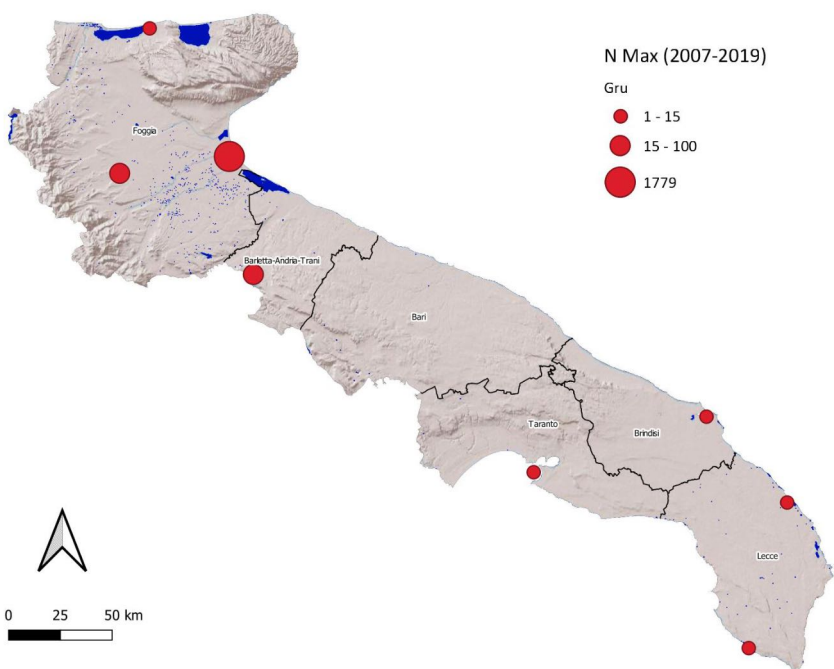 N Max (2007-2019)
Gru
1 - 15
15 - 100
1779
Foggia
Barletta-Andria-Trani
Bari
Taranto
Brindisi
Lecce
0 25 50 km